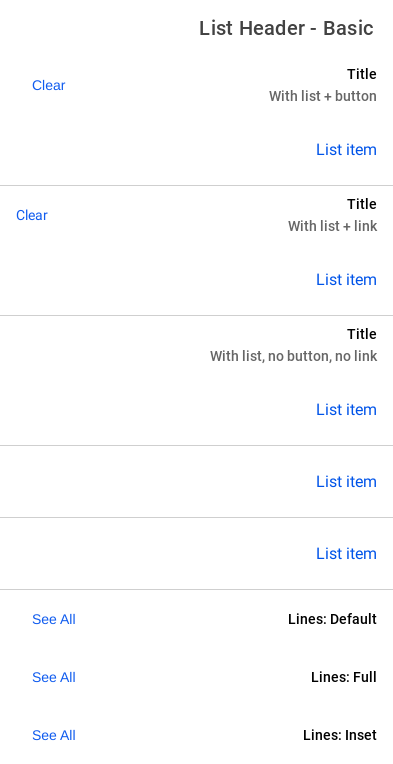 List Header - Basic
Title
With list + button
Clear
List item
Title
With list + link
Clear
List item
Title
With list, no button, no link
List item
List item
List item
Lines: Default
See All
Lines: Full
See All
Lines: Inset
See All